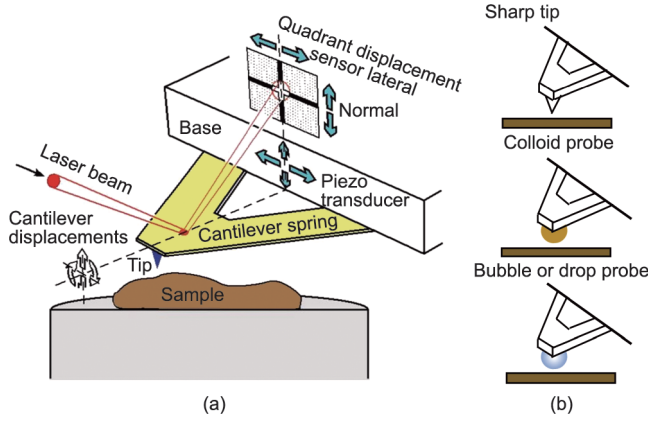 Quadrant displacement
sensor lateral
Normal
Base
Laser beam
Piezo
transducer
Cantilever
displacements
Cantilever spring
Tip
Sample
(a)
Sharp tip
Colloid probe
Bubble or drop probe
(b)